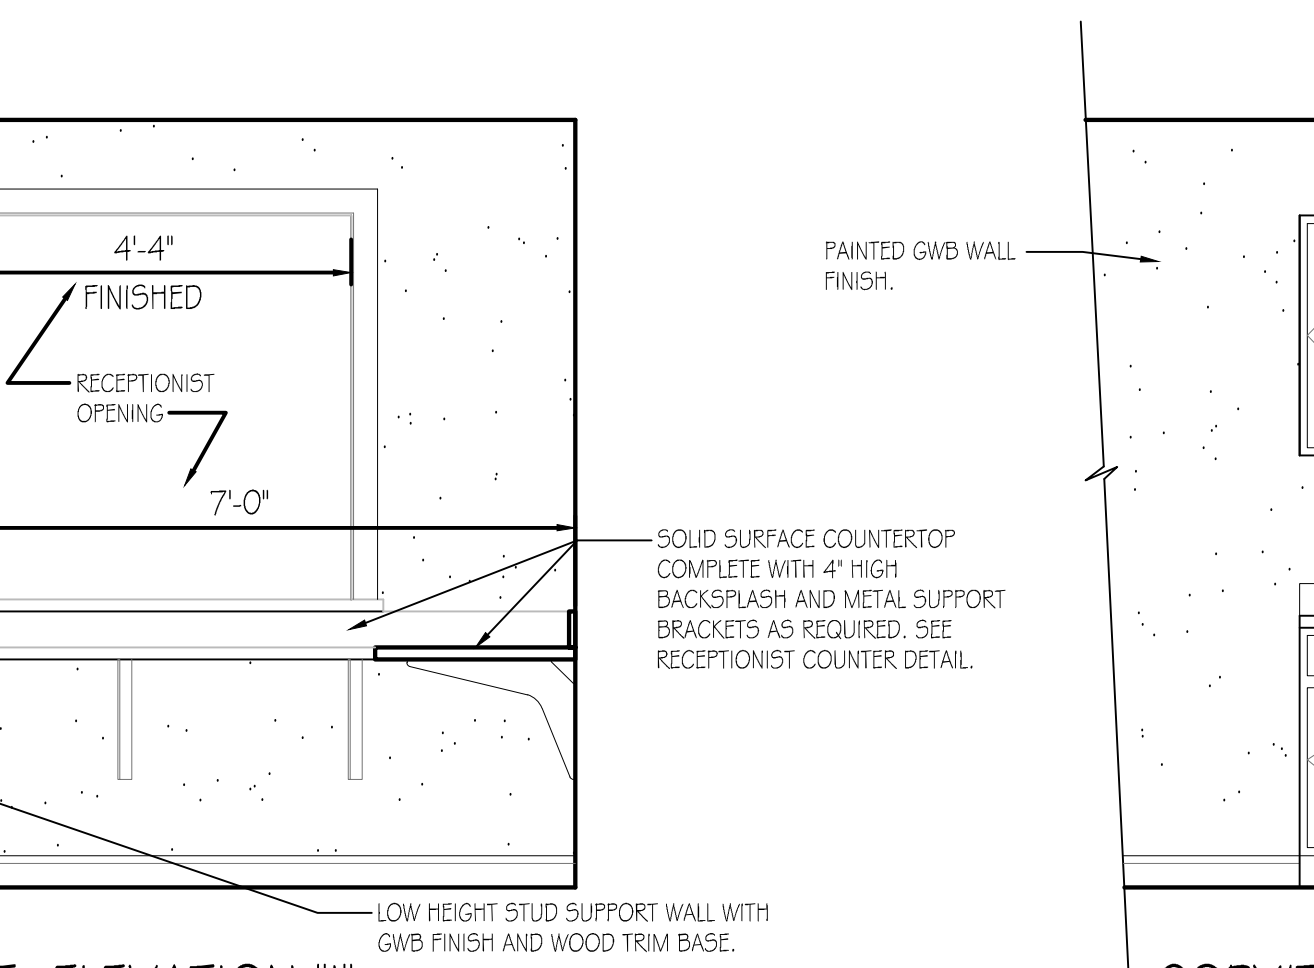 4'-4"
FINISHED
RECEPTIONIST
OPENING
7'-0"
PAINTED GWB WALL
FINISH.
SOLID SURFACE COUNTERTOP
COMPLETE WITH 4" HIGH
BACKSPLASH AND METAL SUPPORT
BRACKETS AS REQUIRED. SEE
RECEPTIONIST COUNTER DETAIL.
LOW HEIGHT STUD SUPPORT WALL WITH
GWB FINISH AND WOOD TRIM BASE.